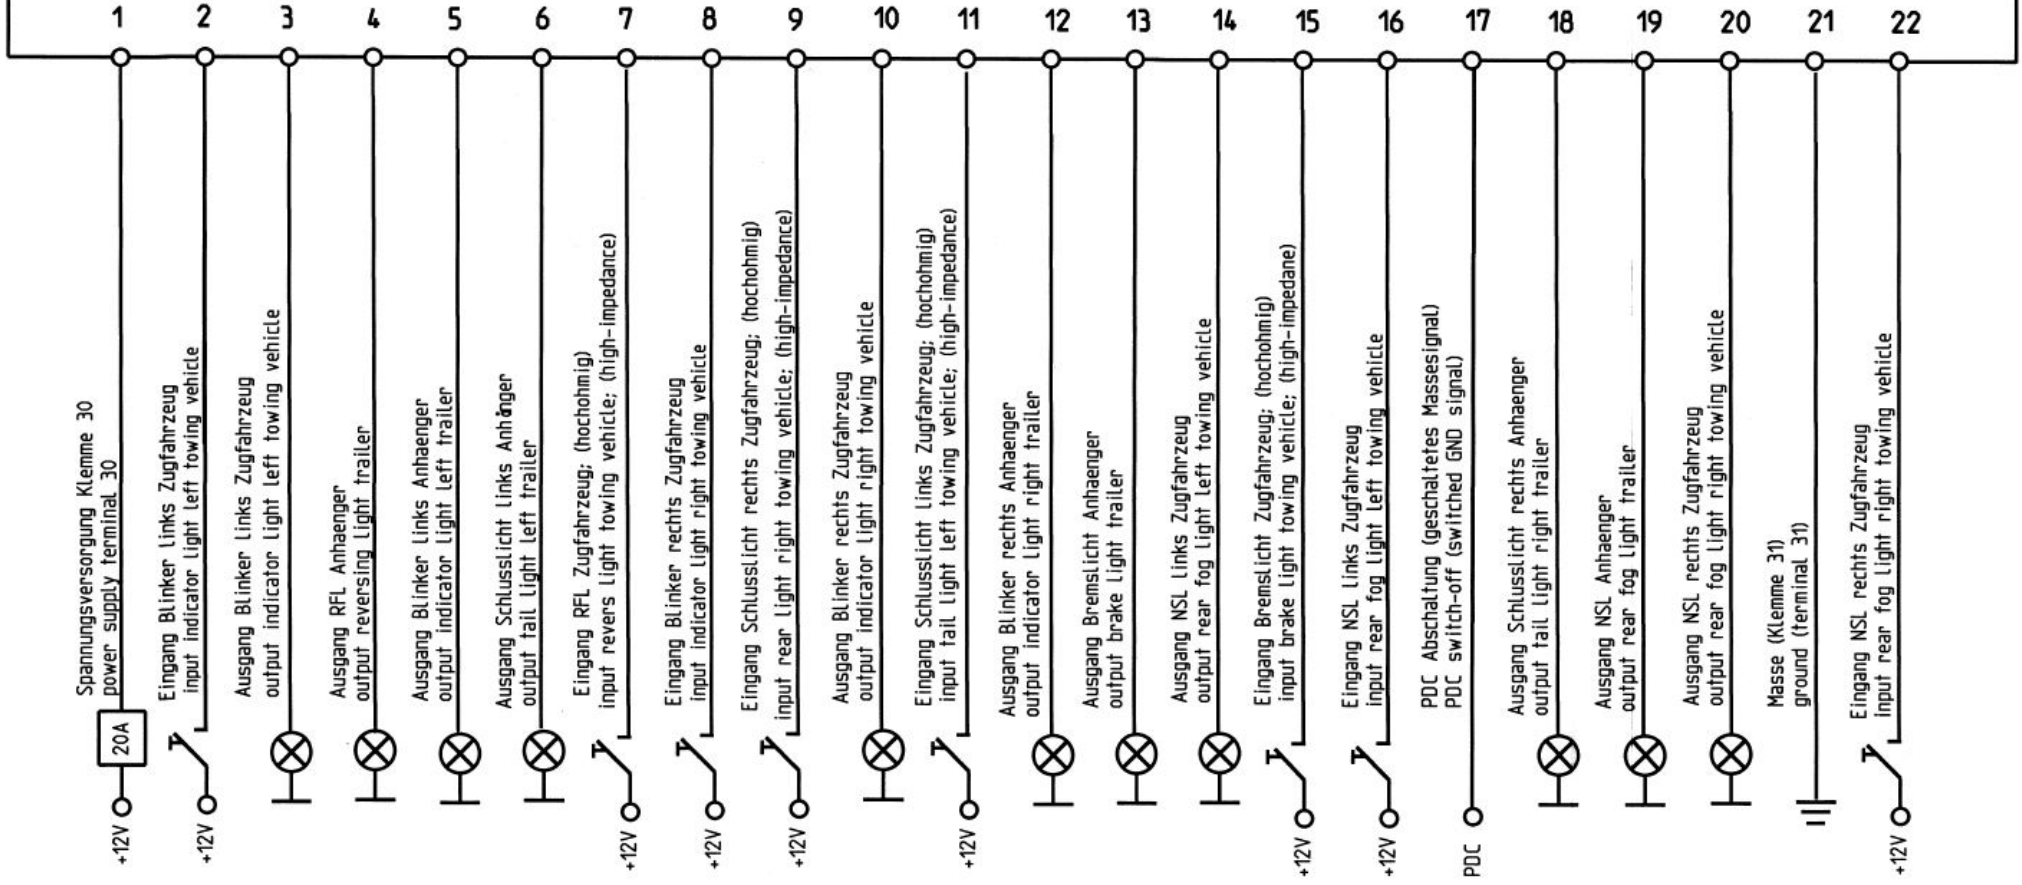 1 2 3 4 5 6 7 8 9 10 11 12 13 14 15 16 17 18 19 20 21 22
Spannungsversorgung Klemme 30
power supply terminal 30
20A
+12V
Eingang Blinker links Zugfahrzeug
input indicator light left towing vehicle
+12V
Ausgang Blinker links Zugfahrzeug
output indicator light left towing vehicle
Ausgang RFL Anhaenger
output reversing light trailer
Ausgang Blinker links Anhaenger
output indicator light left trailer
Ausgang Schlusslicht links Anhänger
output tail light left trailer
Eingang RFL Zugfahrzeug; (hochohmig)
input revers light towing vehicle; (high-impedance)
+12V
Eingang Blinker rechts Zugfahrzeug
input indicator light right towing vehicle
+12V
Eingang Schlusslicht rechts Zugfahrzeug; (hochohmig)
input rear light right towing vehicle; (high-impedance)
+12V
Ausgang Blinker rechts Zugfahrzeug
output indicator light right towing vehicle
Eingang Schlusslicht links Zugfahrzeug; (hochohmig)
input tail light left towing vehicle; (high-impedance)
+12V
Ausgang Blinker rechts Anhaenger
output indicator light right trailer
Ausgang Bremslicht Anhaenger
output brake light trailer
Ausgang NSL links Zugfahrzeug
output rear fog light left towing vehicle
Eingang Bremslicht Zugfahrzeug; (hochohmig)
input brake light towing vehicle; (high-impedane)
+12V
Eingang NSL links Zugfahrzeug
input rear fog light left towing vehicle
+12V
PDC Abschaltung (geschaltetes Massesignal)
PDC switch-off (switched GND signal)
PDC
Ausgang Schlusslicht rechts Anhaenger
output tail light right trailer
Ausgang NSL Anhaenger
output rear fog light trailer
Ausgang NSL rechts Zugfahrzeug
output rear fog light right towing vehicle
Masse (Klemme 31)
ground (terminal 31)
Eingang NSL rechts Zugfahrzeug
input rear fog light right towing vehicle
+12V